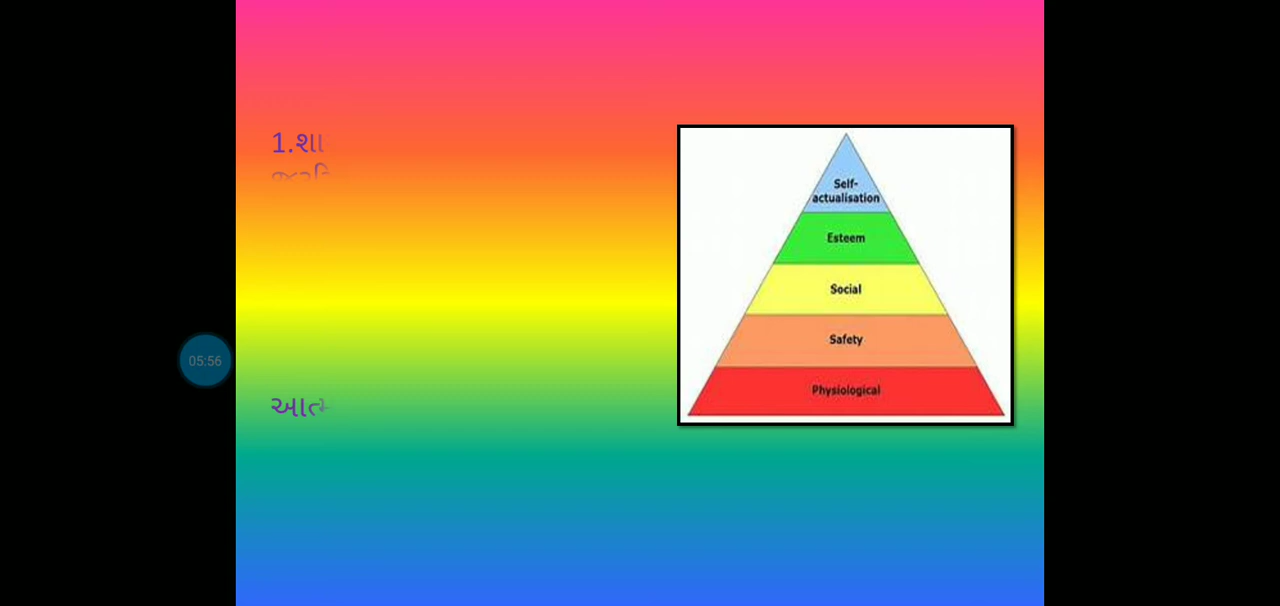 1.શા
05:56
આત્
Self-
actualisation
Esteem
Social
Safety
Physiological